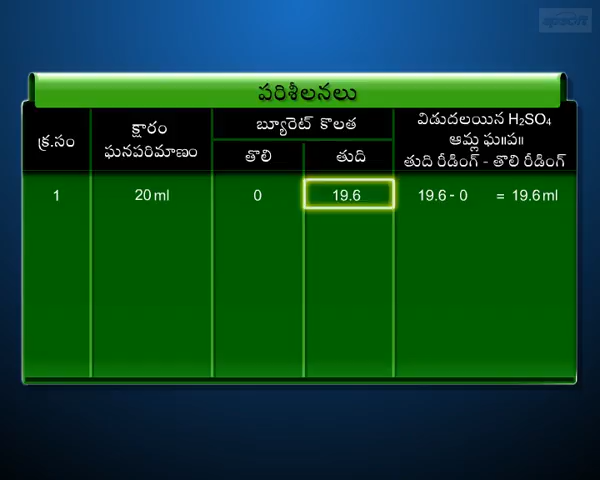 apsoft
పరిశీలనలు
క్ర.సం
క్షారం
ఘనపరిమాణం
బ్యూరెట్ కొలత
తొలి
తుది
విడుదలయిన H₂SO₄
ఆమ్ల ఘ॥ప॥
తుది రీడింగ్ - తొలి రీడింగ్
1 20 ml 0 19.6 19.6 - 0 = 19.6 ml